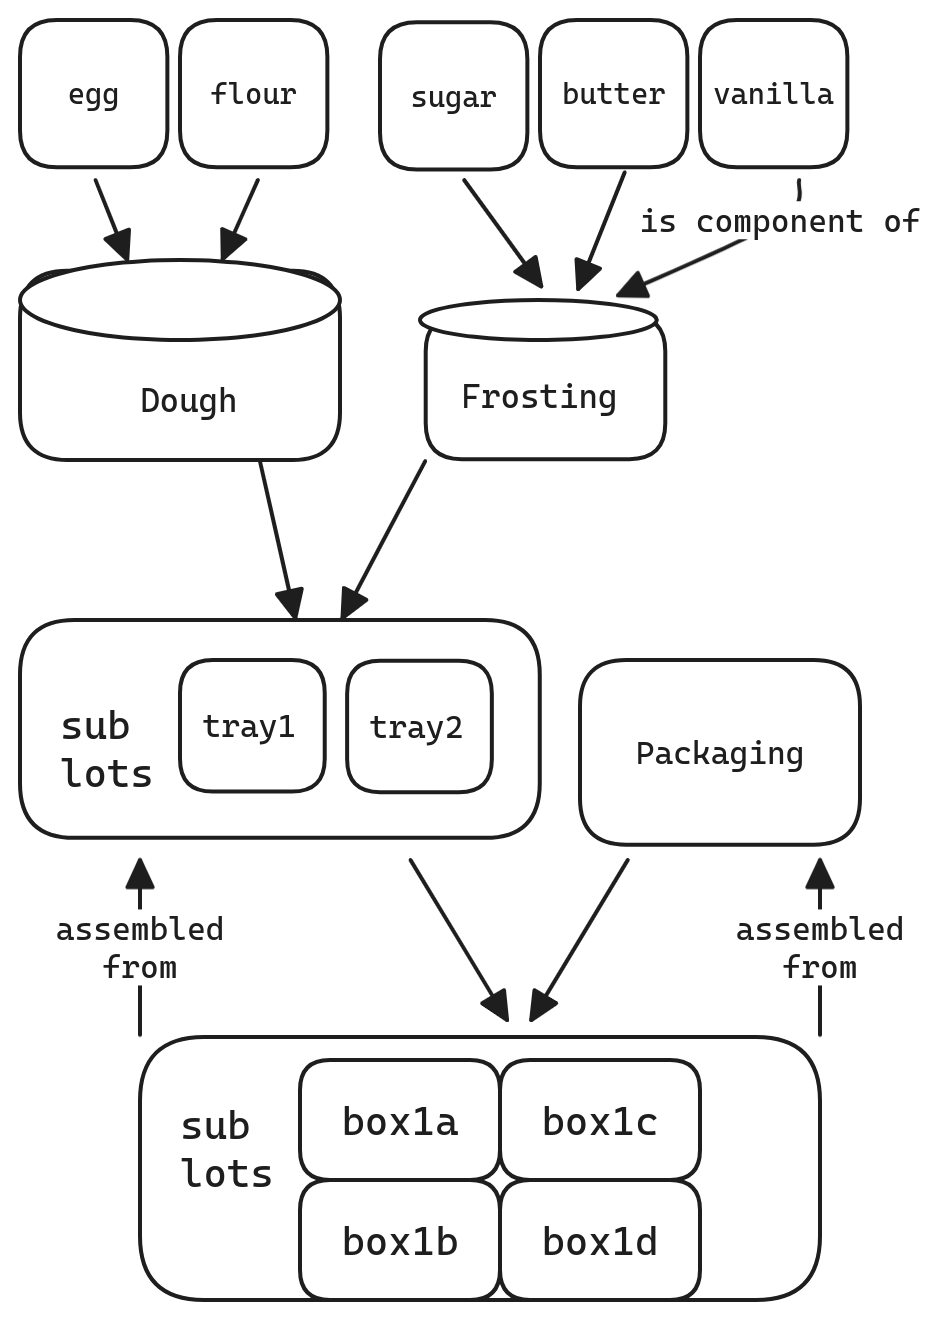 egg
flour
sugar
butter
vanilla
is component of
Dough
Frosting
sub
lots
tray1
tray2
Packaging
assembled
from
assembled
from
sub
lots
box1a
box1c
box1b
box1d